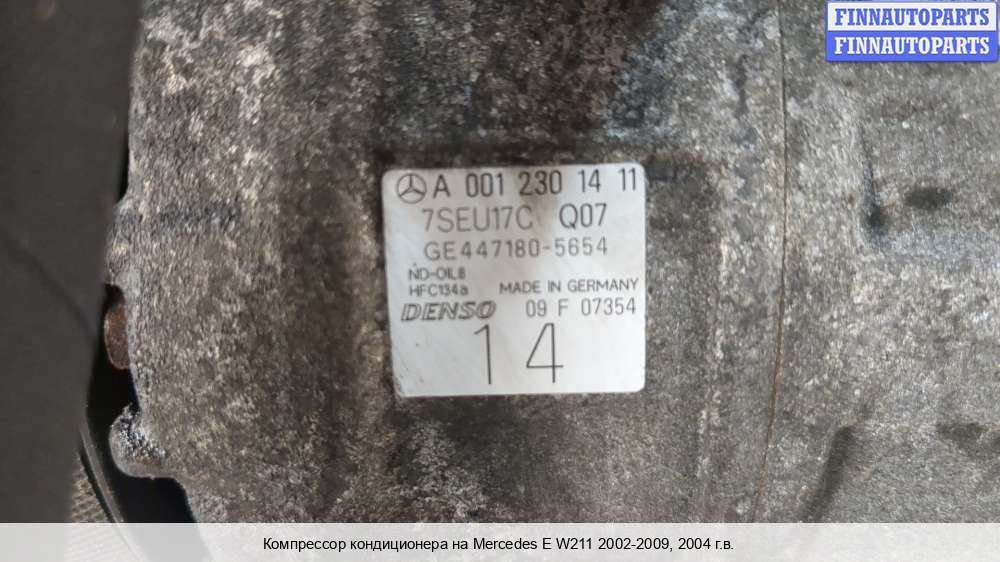 FINNAUTOPARTS
FINNAUTOPARTS
A 001 230 14 11
7SEU17C Q07
GE447180-5654
ND-OIL8
HFC134a MADE IN GERMANY
DENSO 09 F 07354
14
Компрессор кондиционера на Mercedes E W211 2002-2009, 2004 г.в.